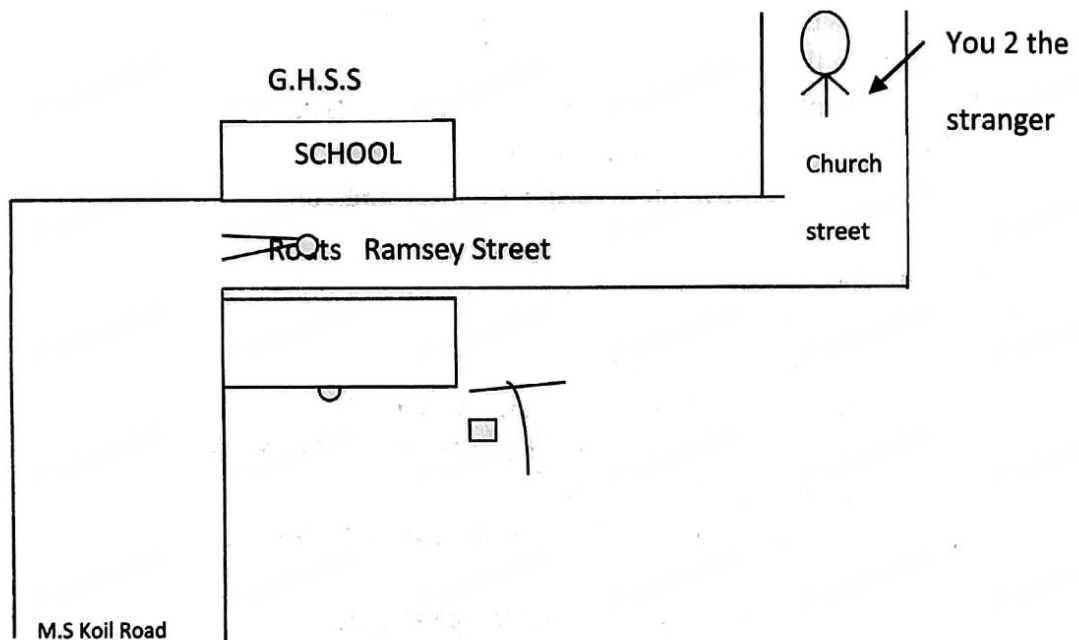 You 2 the
stranger
G.H.S.S
SCHOOL
Church
street
Ramsey Street
M.S Koil Road